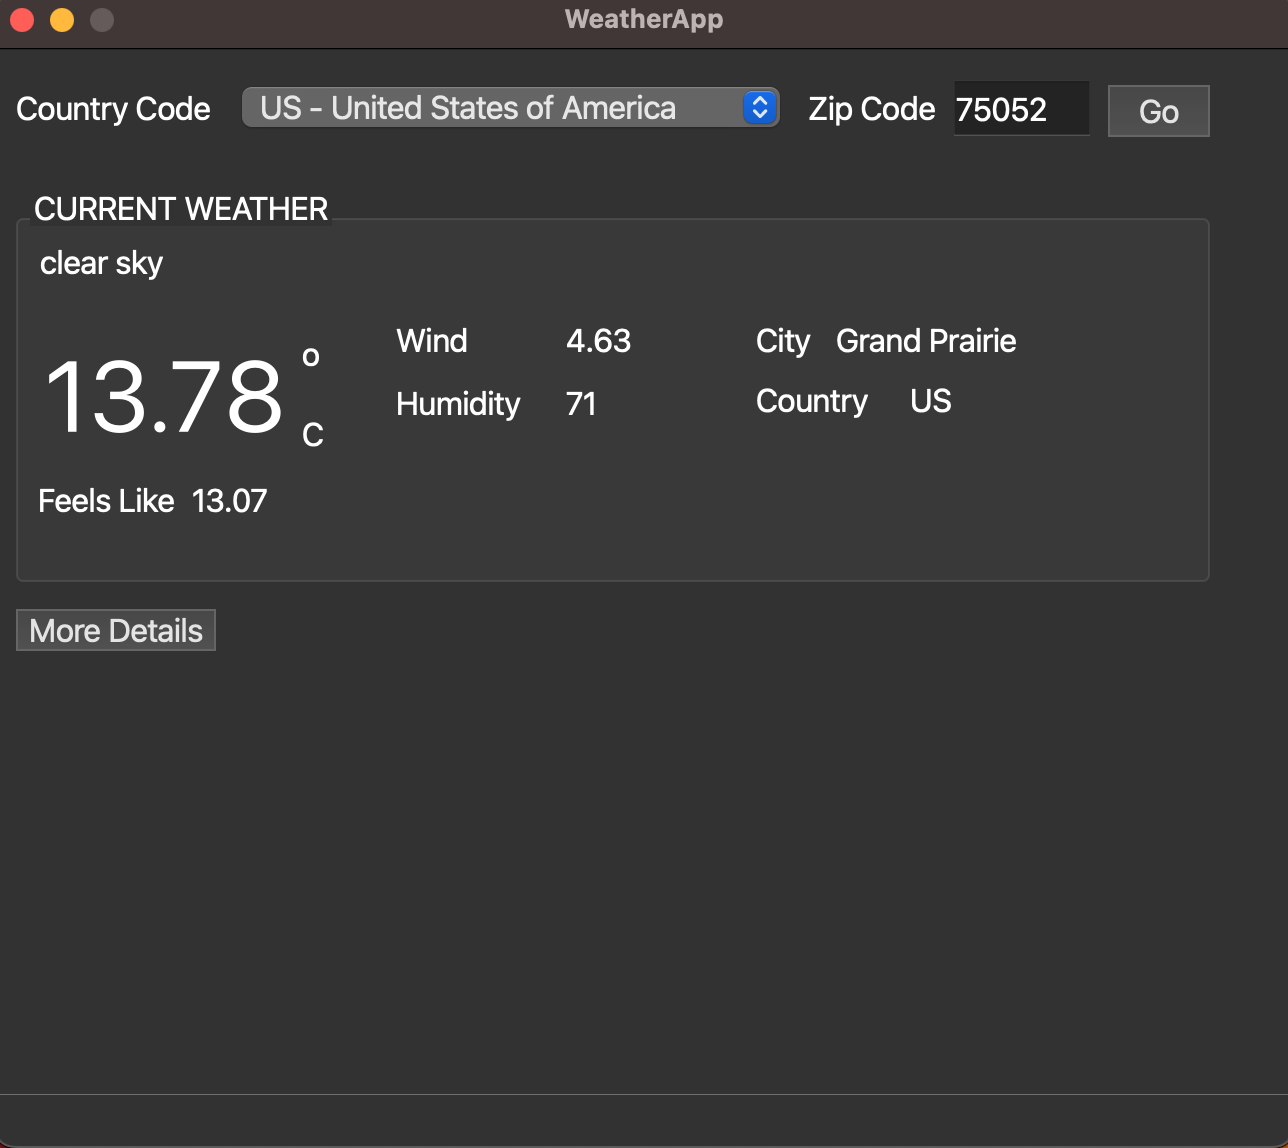 WeatherApp
Country Code US - United States of America Zip Code 75052 Go
CURRENT WEATHER
clear sky
13.78 o C
Wind 4.63
Humidity 71
City Grand Prairie
Country US
Feels Like 13.07
More Details